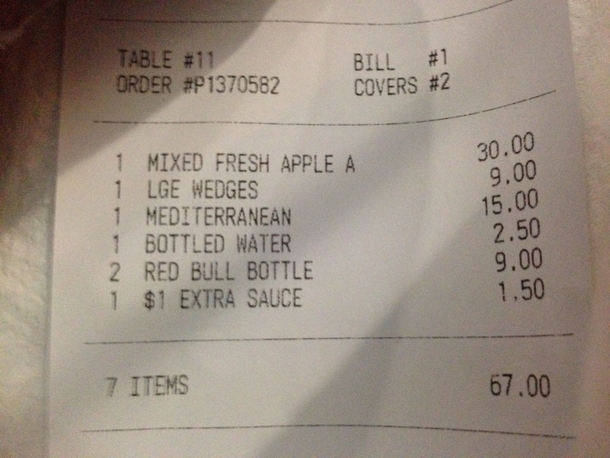 TABLE #11 BILL #1
ORDER #P1370582 COVERS #2
1 MIXED FRESH APPLE A 30.00
1 LGE WEDGES 9.00
1 MEDITERRANEAN 15.00
1 BOTTLED WATER 2.50
2 RED BULL BOTTLE 9.00
1 $1 EXTRA SAUCE 1.50
7 ITEMS 67.00